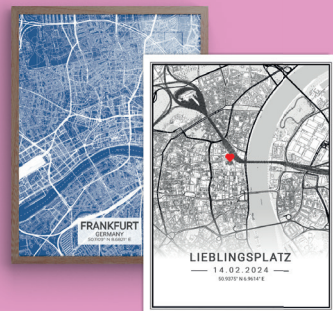 FRANKFURT
GERMANY
LIEBLINGSPLATZ
14.02.2024
50.9375° N 6.9614° E